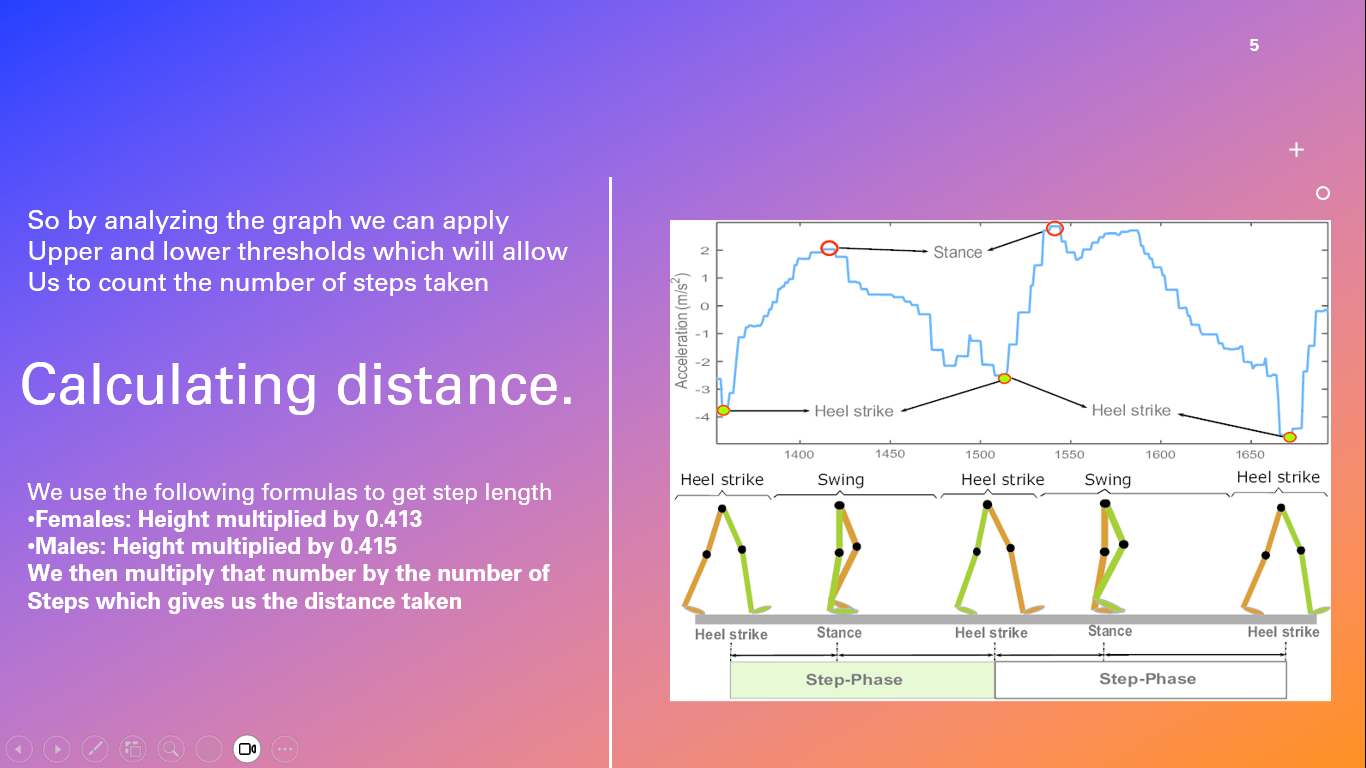 5
So by analyzing the graph we can apply
Upper and lower thresholds which will allow
Us to count the number of steps taken
Calculating distance.
We use the following formulas to get step length
•Females: Height multiplied by 0.413
•Males: Height multiplied by 0.415
We then multiply that number by the number of
Steps which gives us the distance taken
Acceleration (m/s²)
2
1
0
-1
-2
-3
-4
Stance
Heel strike
Heel strike
1400 1450 1500 1550 1600 1650
Heel strike Swing Heel strike Swing Heel strike
Heel strike Stance Heel strike Stance Heel strike
Step-Phase Step-Phase